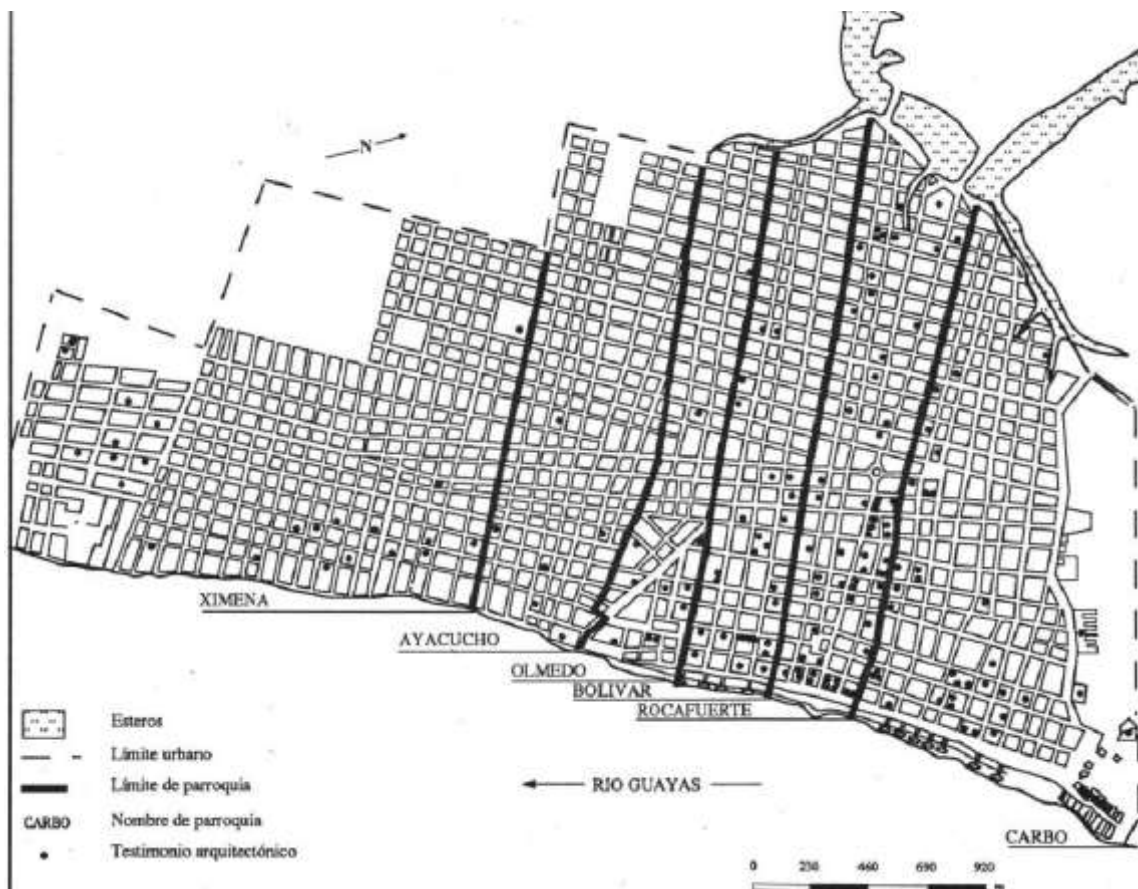 N
XIMENA
AYACUCHO
OLMEDO
BOLIVAR
ROCAFUERTE
RIO GUAYAS
CARBO
Esteros
Límite urbano
Límite de parroquia
CARBO Nombre de parroquia
Testimonio arquitectónico
0 230 460 690 920